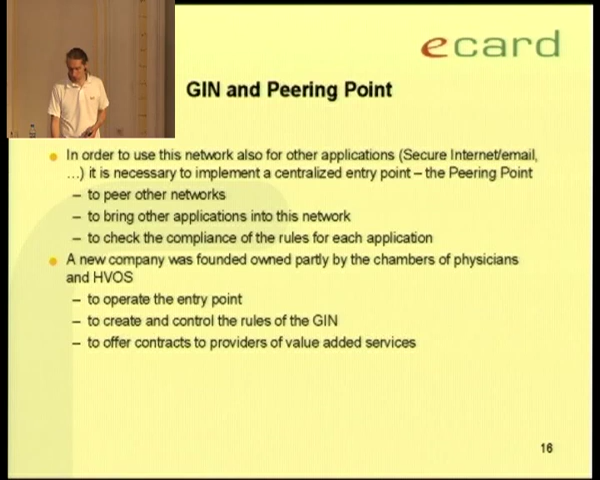 ecard
GIN and Peering Point
In order to use this network also for other applications (Secure Internet/email,
…) it is necessary to implement a centralized entry point – the Peering Point
– to peer other networks
– to bring other applications into this network
– to check the compliance of the rules for each application
A new company was founded owned partly by the chambers of physicians
and HVOS
– to operate the entry point
– to create and control the rules of the GIN
– to offer contracts to providers of value added services
16